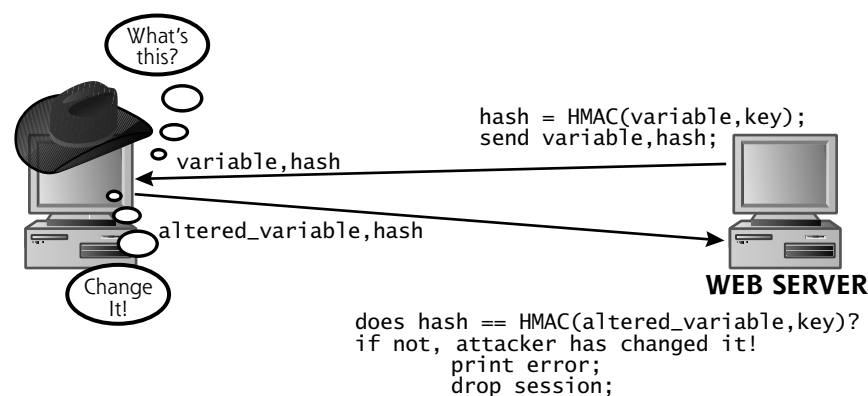 What's
this?
hash = HMAC(variable,key);
send variable,hash;
variable,hash
altered_variable,hash
Change
It!
WEB SERVER
does hash == HMAC(altered_variable,key)?
if not, attacker has changed it!
print error;
drop session;